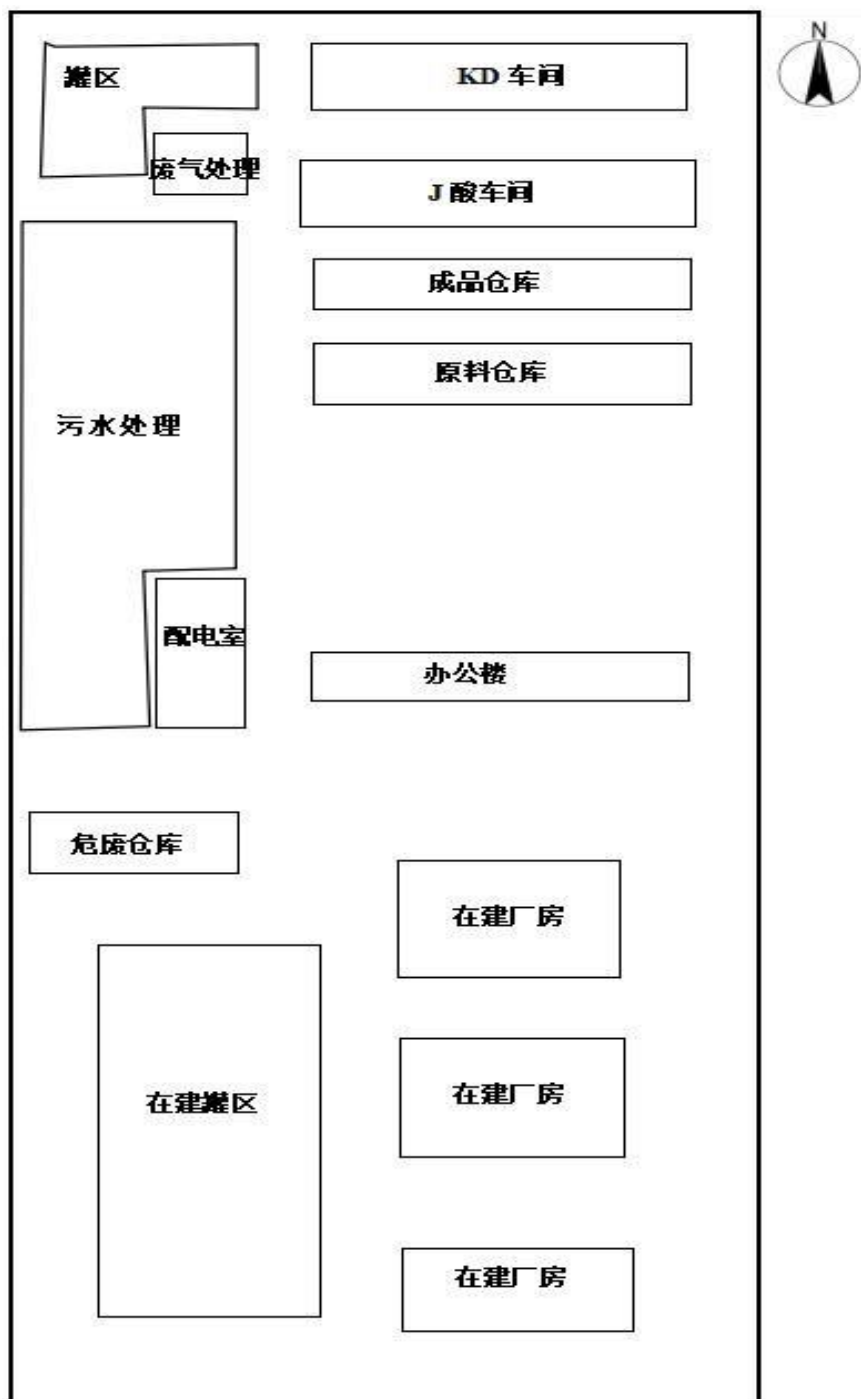 N
罐区
KD 车间
废气处理
J 酸车间
成品仓库
原料仓库
污水处理
配电室
办公楼
危废仓库
在建厂房
在建罐区
在建厂房
在建厂房